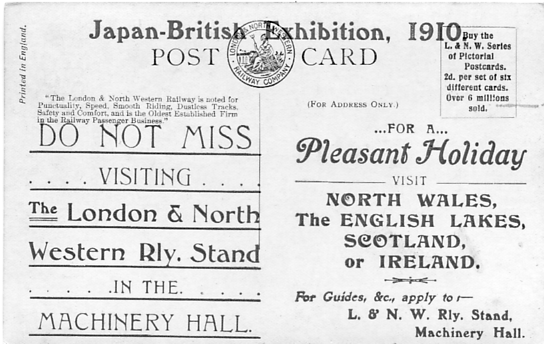 Japan-British Exhibition, 1910.
POST CARD
LONDON & NORTH WESTERN RAILWAY COMPANY
Buy the
L. & N. W. Series
of Pictorial
Postcards.
2d. per set of six
different cards.
Over 6 millions
sold.
Printed in England.
"The London & North Western Railway is noted for
Punctuality, Speed, Smooth Riding, Dustless Tracks,
Safety and Comfort, and is the Oldest Established Firm
in the Railway Passenger Business."
DO NOT MISS
. . . . VISITING . . . .
The London & North
Western Rly. Stand
. . . . . IN THE. . . . . .
MACHINERY HALL.
(FOR ADDRESS ONLY.)
...FOR A...
Pleasant Holiday
VISIT
NORTH WALES,
The ENGLISH LAKES,
SCOTLAND,
or IRELAND.
For Guides, &c., apply to :—
L. & N. W. Rly. Stand,
Machinery Hall.